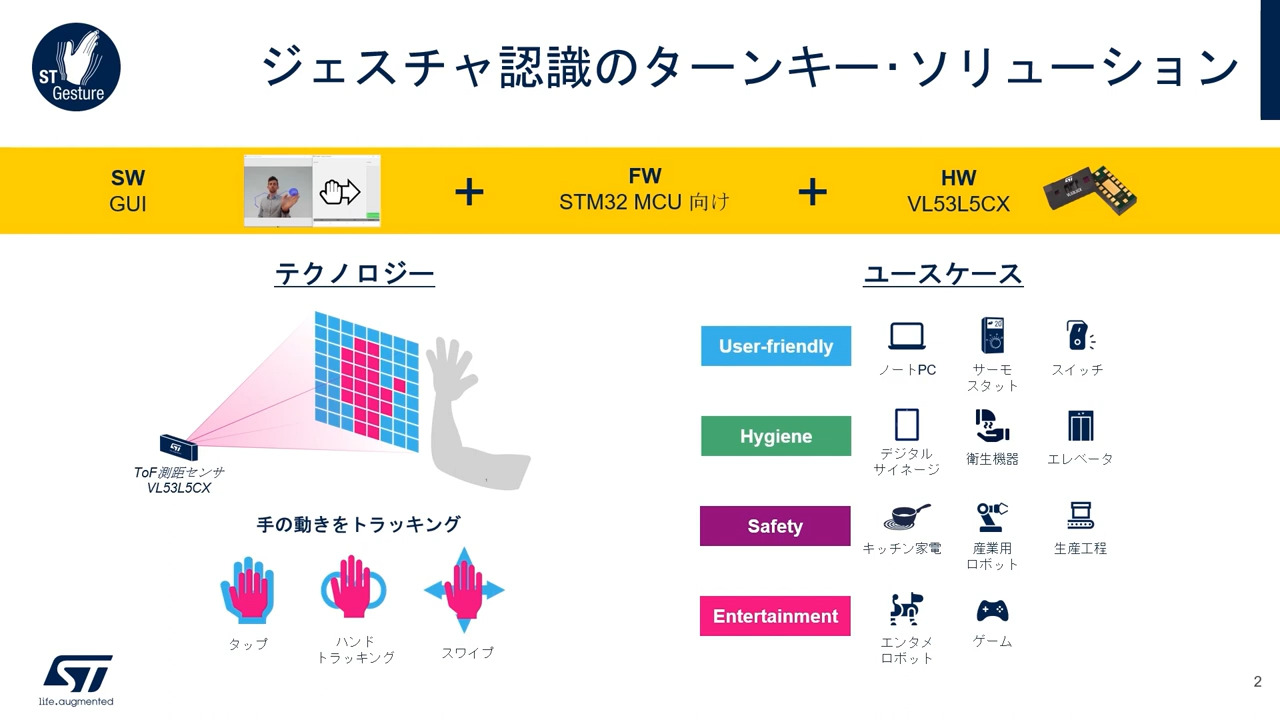 ST
Gesture
ジェスチャ認識のターンキー・ソリューション
SW
GUI
+
FW
STM32 MCU 向け
+
HW
VL53L5CX
テクノロジー
ToF測距センサ
VL53L5CX
手の動きをトラッキング
タップ
ハンド
トラッキング
スワイプ
ユースケース
User-friendly
ノートPC
サーモ
スタット
スイッチ
Hygiene
デジタル
サイネージ
衛生機器
エレベータ
Safety
キッチン家電
産業用
ロボット
生産工程
Entertainment
エンタメ
ロボット
ゲーム
ST
life.augmented
2